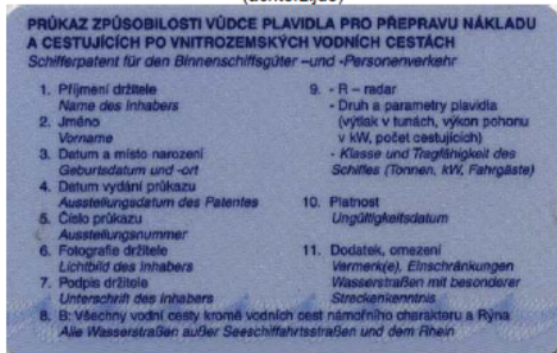 PRŮKAZ ZPŮSOBILOSTI VŮDCE PLAVIDLA PRO PŘEPRAVU NÁKLADU
A CESTUJÍCÍCH PO VNITROZEMSKÝCH VODNÍCH CESTÁCH
Schifferpatent für den Binnenschiffsgüter –und -Personenverkehr
1. Příjmení držitele
Name des Inhabers
2. Jméno
Vorname
3. Datum a místo narození
Geburtsdatum und -ort
4. Datum vydání průkazu
Ausstellungsdatum des Patentes
5. Číslo průkazu
Ausstellungsnummer
6. Fotografie držitele
Lichtbild des Inhabers
7. Podpis držitele
Unterschrift des Inhabers
8. B: Všechny vodní cesty kromě vodních cest námořního charakteru a Rýna
Alle Wasserstraßen außer Seeschiffahrtsstraßen und dem Rhein
9. - R – radar
- Druh a parametry plavidla
(výtlak v tunách, výkon pohonu
v kW, počet cestujících)
- Klasse und Tragfähigkeit des
Schiffes (Tonnen, kW, Fahrgäste)
10. Platnost
Ungültigkeitsdatum
11. Dodatek, omezení
Vermerk(e), Einschränkungen
Wasserstraßen mit besonderer
Streckenkenntnis